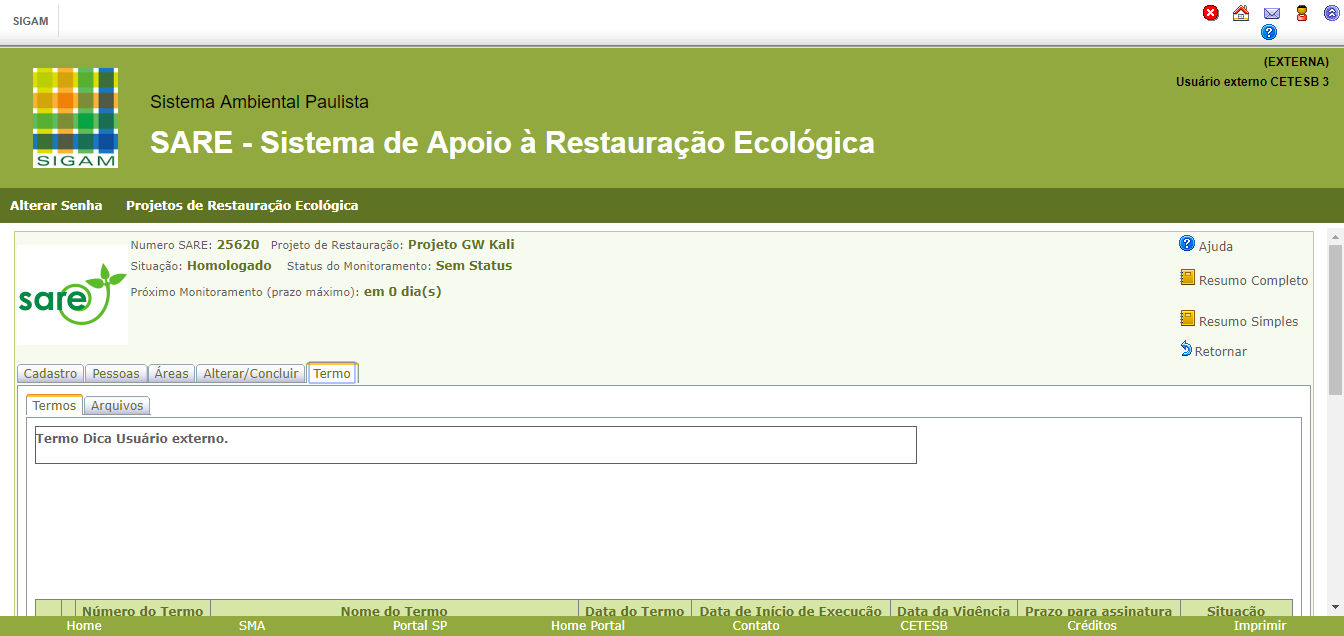 SIGAM
(EXTERNA)
Usuário externo CETESB 3
SIGAM
Sistema Ambiental Paulista
SARE - Sistema de Apoio à Restauração Ecológica
Alterar Senha Projetos de Restauração Ecológica
sare
Numero SARE: 25620 Projeto de Restauração: Projeto GW Kali
Situação: Homologado Status do Monitoramento: Sem Status
Próximo Monitoramento (prazo máximo): em 0 dia(s)
Ajuda
Resumo Completo
Resumo Simples
Retornar
Cadastro Pessoas Áreas Alterar/Concluir Termo
Termos Arquivos
Termo Dica Usuário externo.
Número do Termo Nome do Termo Data do Termo Data de Início de Execução Data da Vigência Prazo para assinatura Situação
Home SMA Portal SP Home Portal Contato CETESB Créditos Imprimir